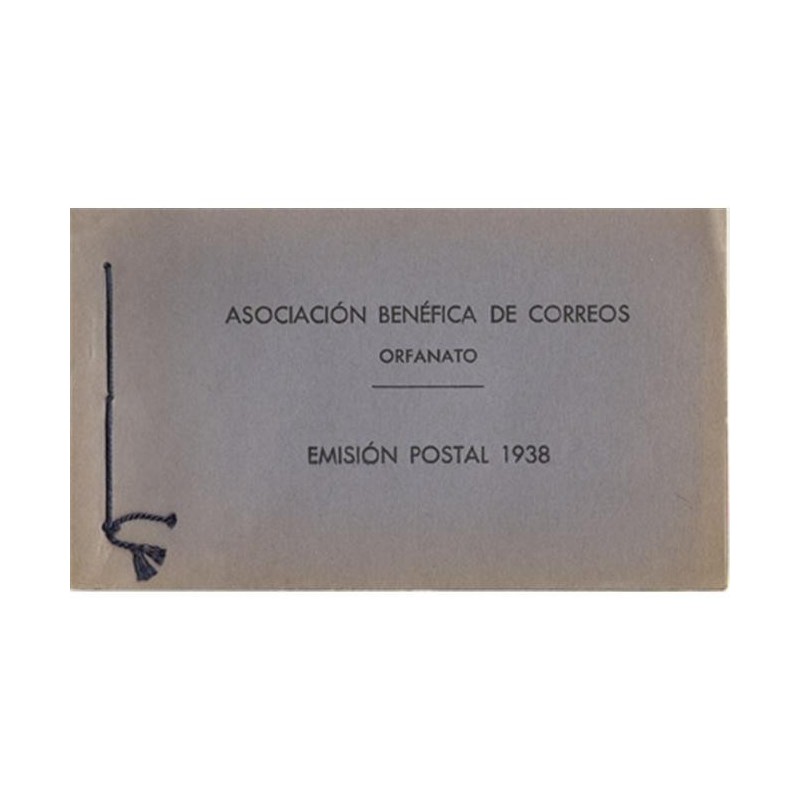 ASOCIACIÓN BENÉFICA DE CORREOS
ORFANATO
EMISIÓN POSTAL 1938